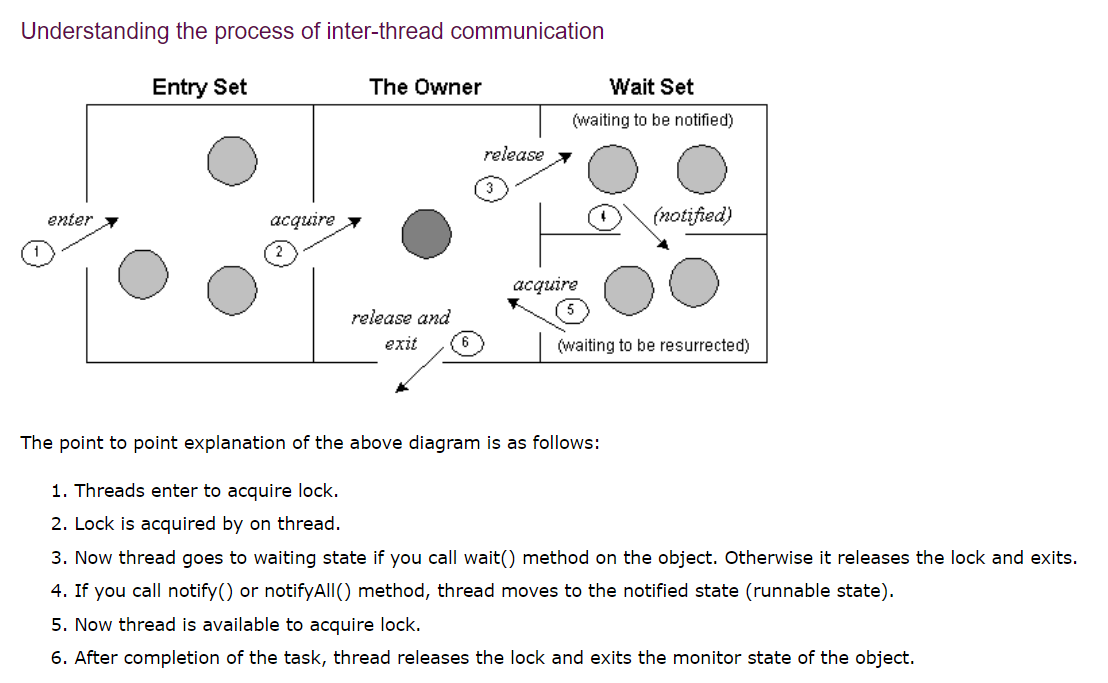 Understanding the process of inter-thread communication
Entry Set
The Owner
Wait Set
(waiting to be notified)
release
3
enter
1
acquire
2
4
(notified)
acquire
5
release and
exit
6
(waiting to be resurrected)
The point to point explanation of the above diagram is as follows:
1. Threads enter to acquire lock.
2. Lock is acquired by on thread.
3. Now thread goes to waiting state if you call wait() method on the object. Otherwise it releases the lock and exits.
4. If you call notify() or notifyAll() method, thread moves to the notified state (runnable state).
5. Now thread is available to acquire lock.
6. After completion of the task, thread releases the lock and exits the monitor state of the object.